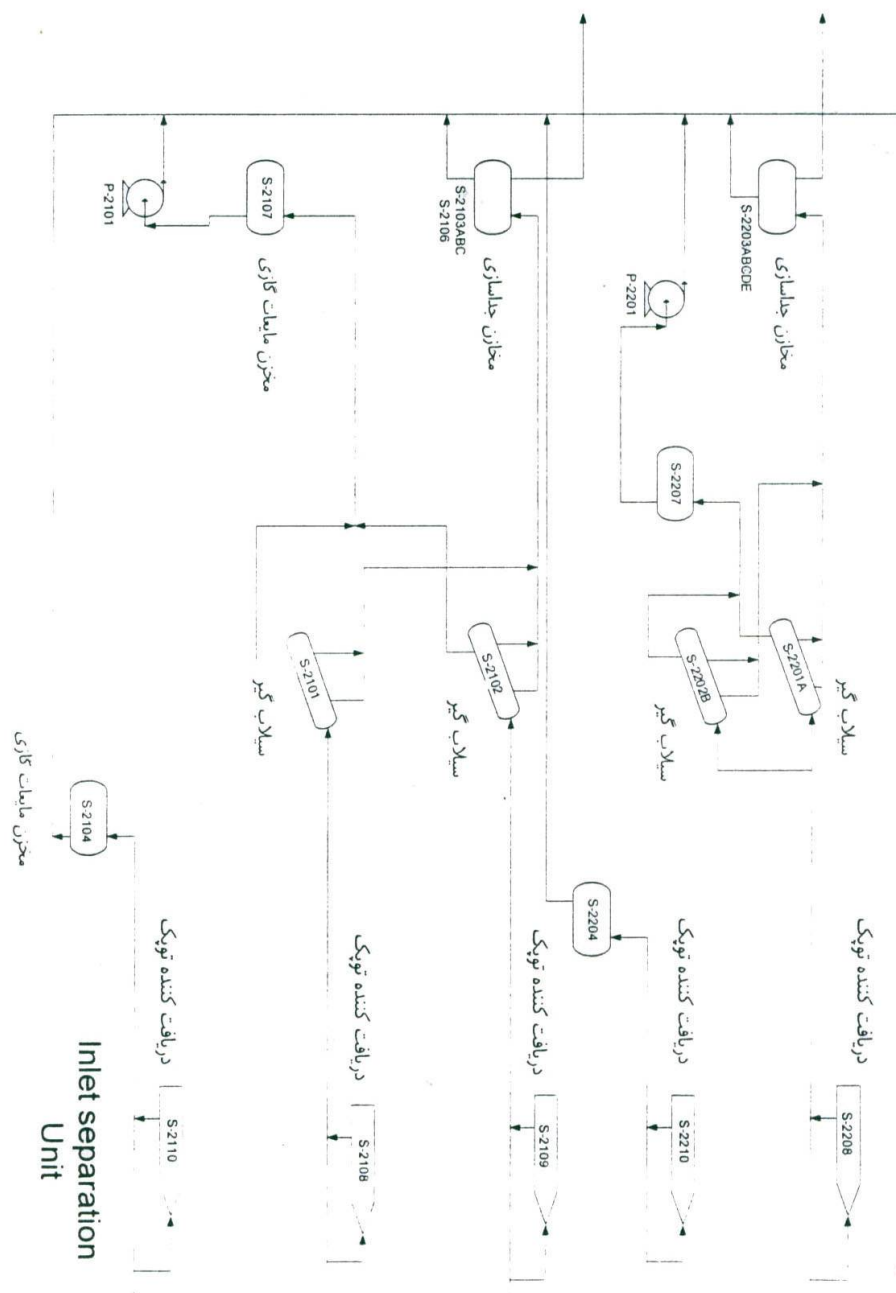 S-2208
دریافت کننده توپک
سیلاب گیر
S-2201A
S-2202B
سیلاب گیر
S-2207
P-2201
S-2203ABCDE
مخازن جداسازی
S-2210
دریافت کننده توپک
S-2204
S-2109
دریافت کننده توپک
S-2102
سیلاب گیر
S-2103ABC
S-2106
مخازن جداسازی
S-2108
دریافت کننده توپک
S-2101
سیلاب گیر
S-2107
مخزن مایعات گازی
P-2101
S-2110
دریافت کننده توپک
S-2104
مخزن مایعات گازی
Inlet separation
Unit